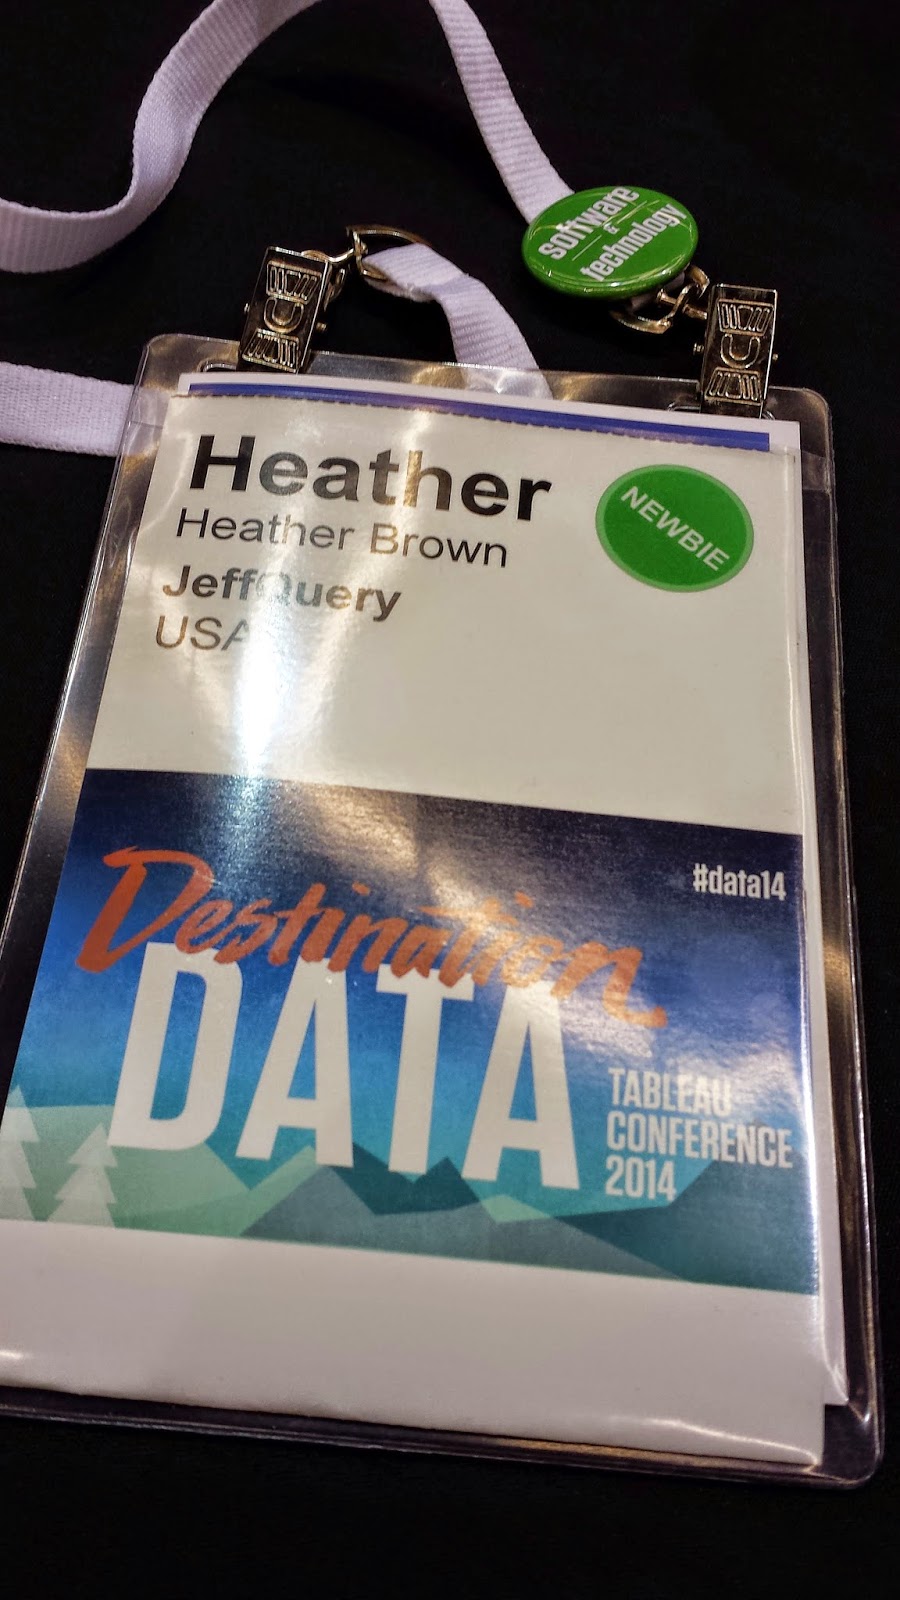 software
&
technology
Heather
Heather Brown
JeffQuery
USA
NEWBIE
#data14
Destination
DATA
TABLEAU
CONFERENCE
2014